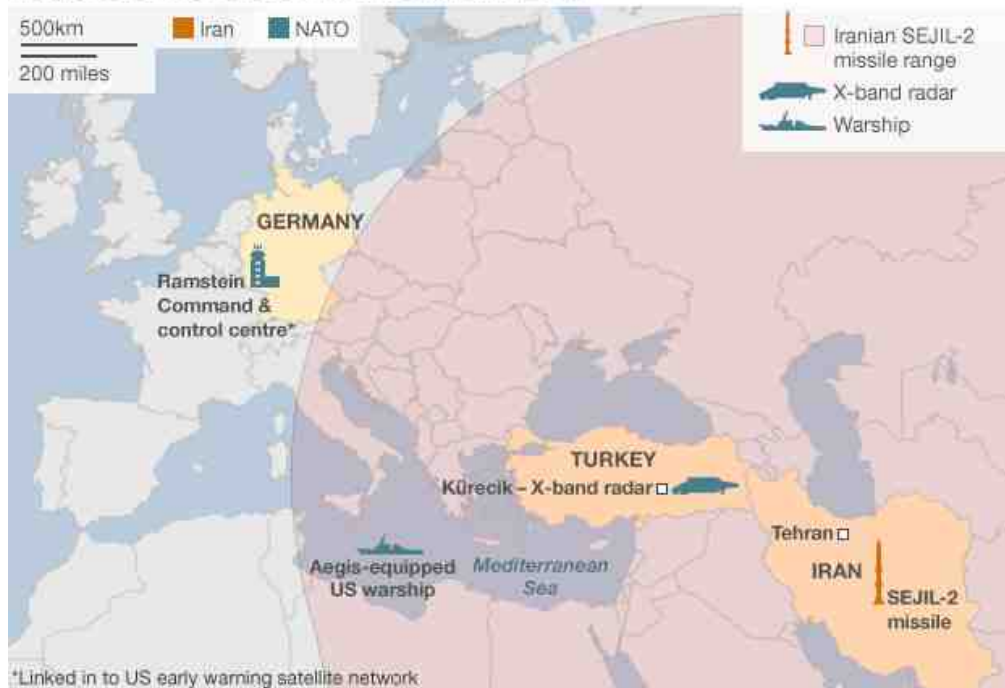 500km
200 miles
Iran
NATO
Iranian SEJIL-2
missile range
X-band radar
Warship
GERMANY
Ramstein
Command &
control centre*
TURKEY
Kürecik – X-band radar
Tehran
IRAN
SEJIL-2
missile
Aegis-equipped
US warship
Mediterranean
Sea
*Linked in to US early warning satellite network